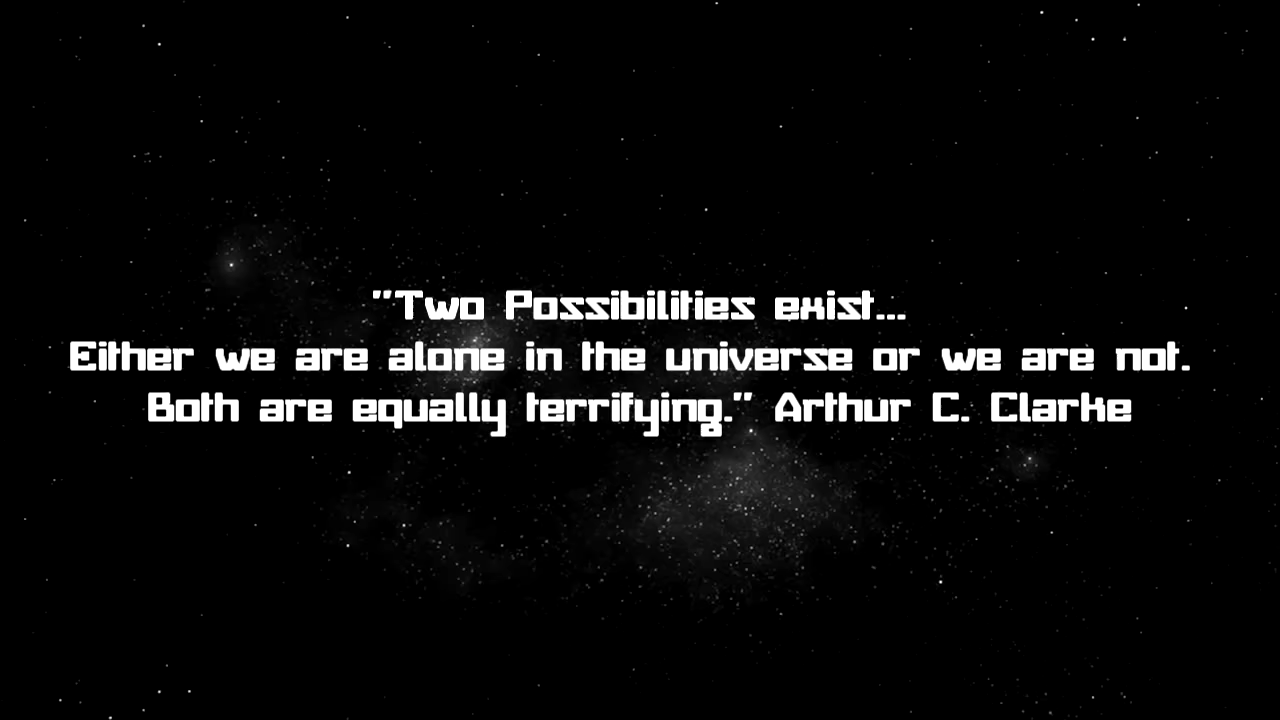 "Two Possibilities exist...
Either we are alone in the universe or we are not.
Both are equally terrifying." Arthur C. Clarke